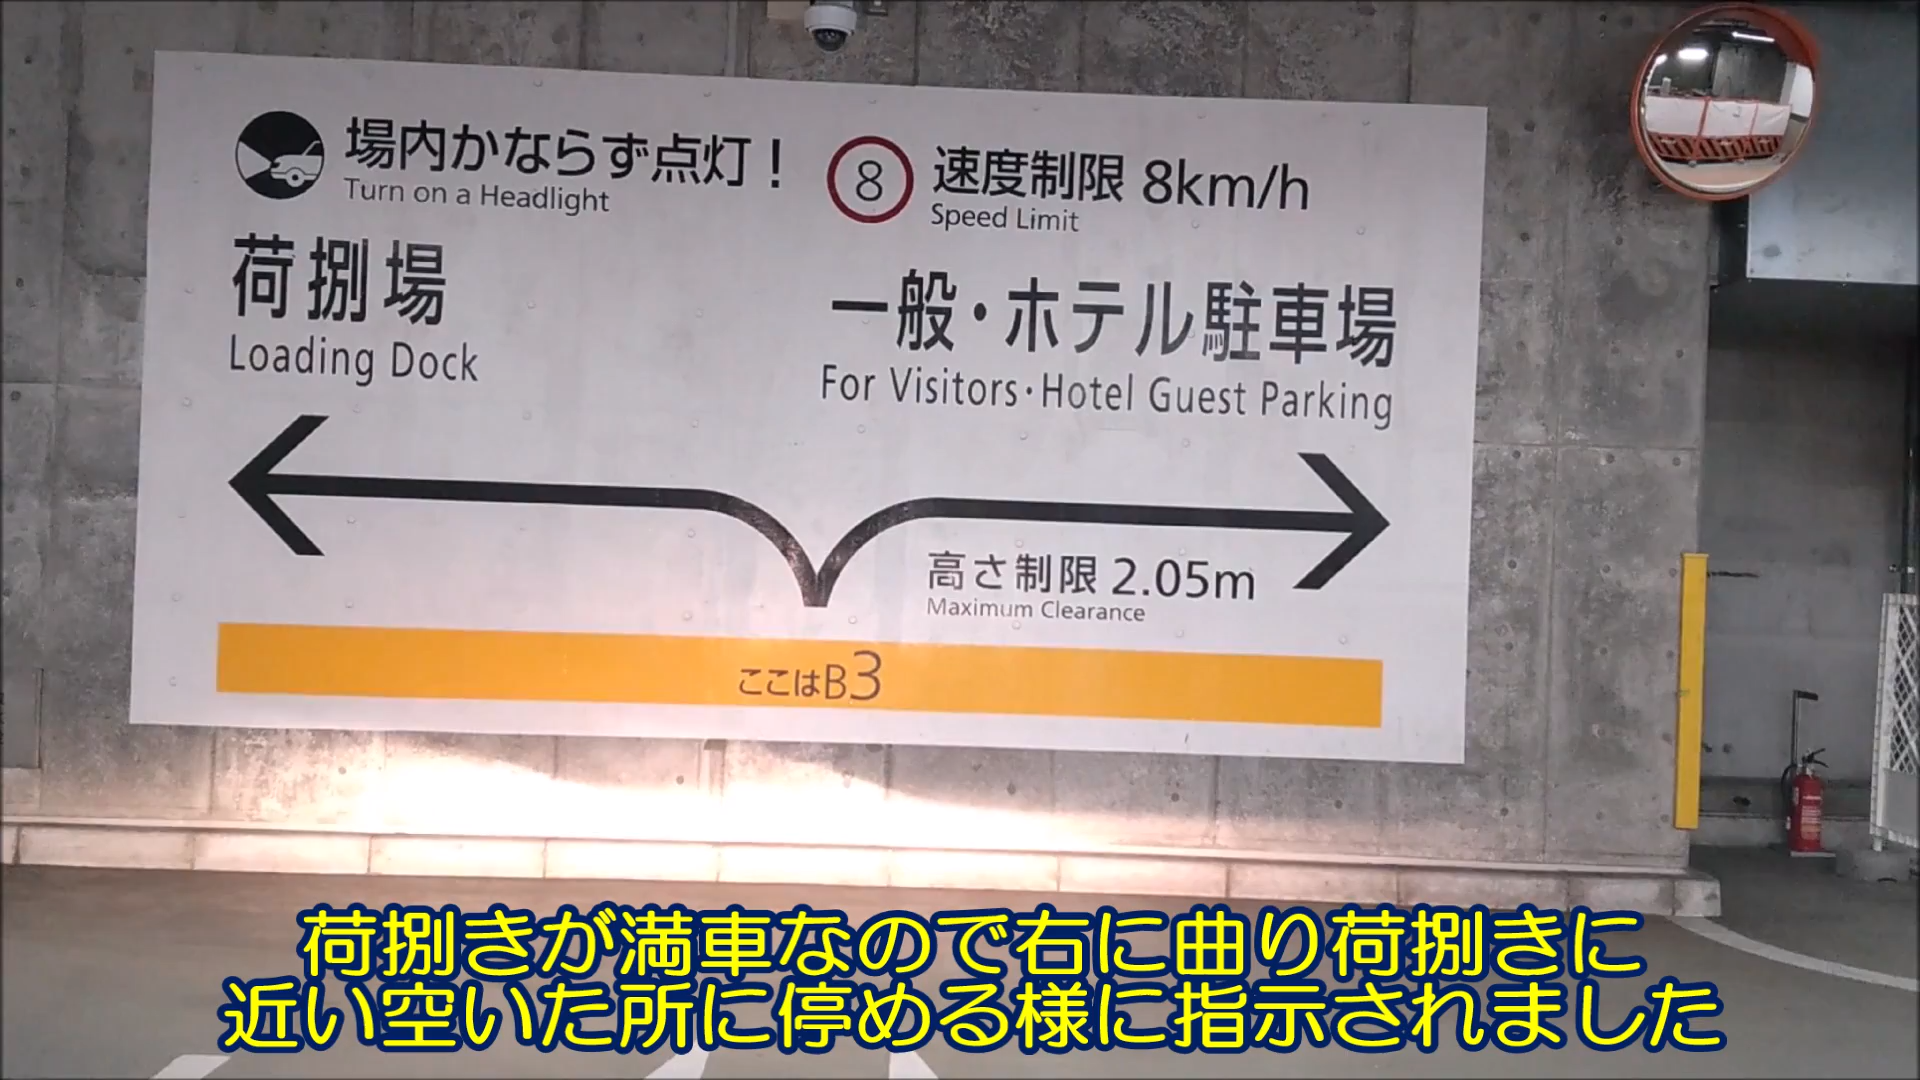 場内かならず点灯！
Turn on a Headlight
8
速度制限 8km/h
Speed Limit
荷捌場
Loading Dock
一般・ホテル駐車場
For Visitors・Hotel Guest Parking
高さ制限 2.05m
Maximum Clearance
ここはB3
荷捌きが満車なので右に曲り荷捌きに
近い空いた所に停める様に指示されました